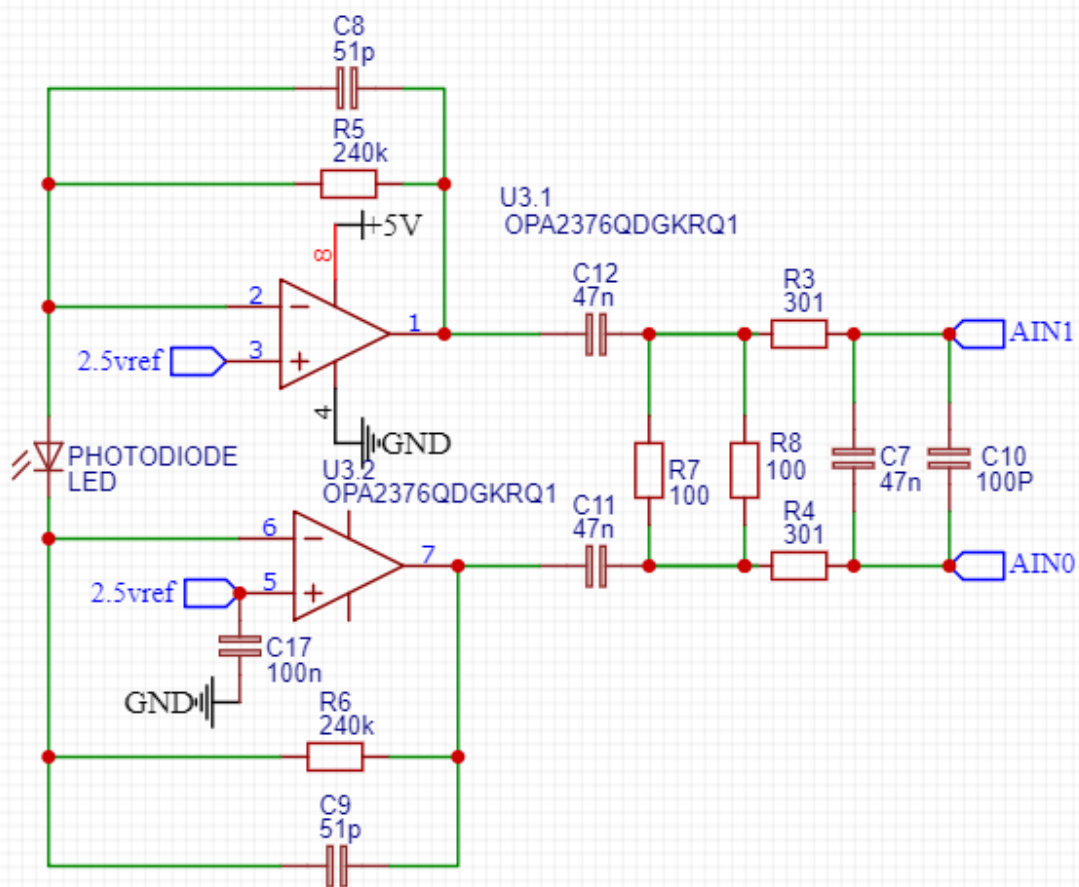 C8
51p
R5
240k
U3.1
OPA2376QDGKRQ1
+5V
8
2
1
2.5vref
3
4
GND
C12
47n
R3
301
AIN1
PHOTODIODE
LED
U3.2
OPA2376QDGKRQ1
R7
100
R8
100
C7
47n
C10
100P
C11
47n
R4
301
6
7
AIN0
2.5vref
5
C17
100n
GND
R6
240k
C9
51p